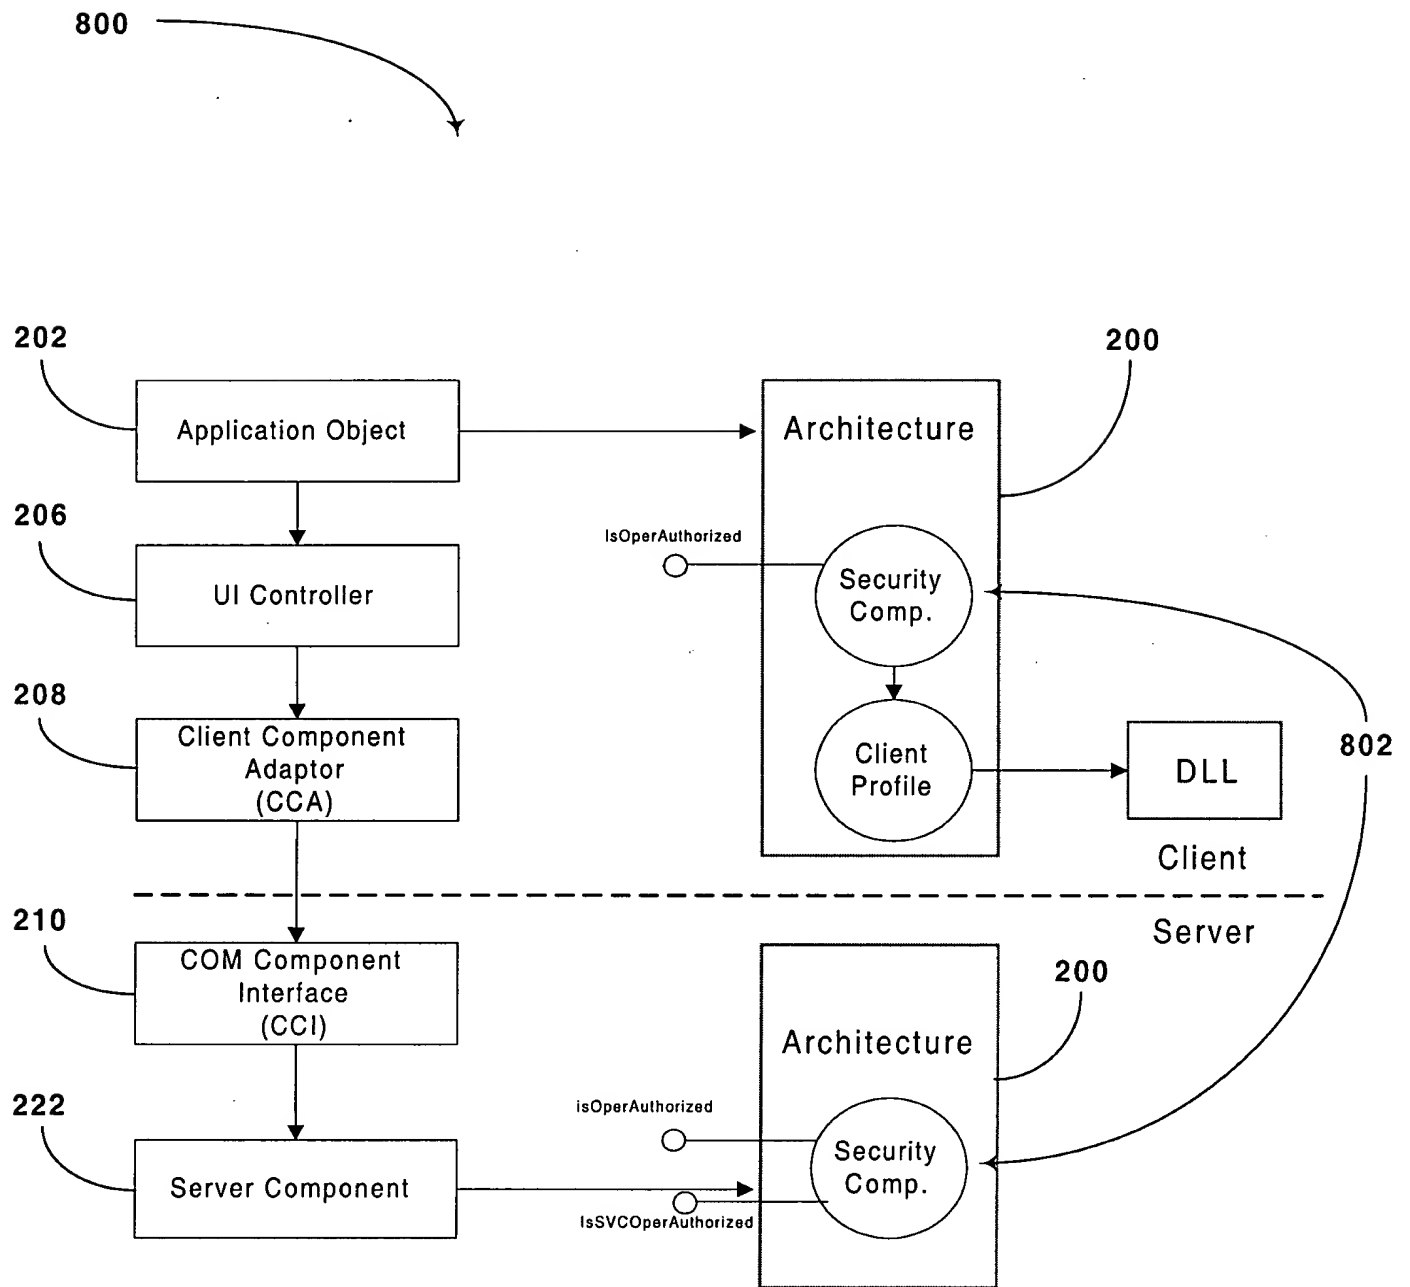 800
202
200
Application Object
Architecture
206
IsOperAuthorized
UI Controller
Security
Comp.
208
Client Component
Adaptor
(CCA)
Client
Profile
DLL
802
Client
210
Server
COM Component
Interface
(CCI)
200
Architecture
222
isOperAuthorized
Security
Comp.
Server Component
IsSVCOperAuthorized